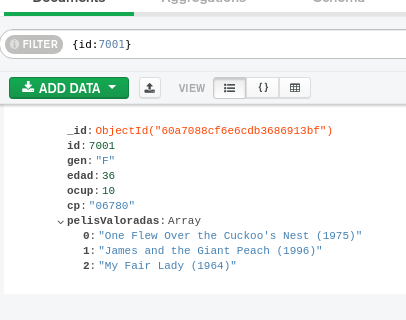 Documents Aggregations Schema
FILTER {id:7001}
ADD DATA VIEW {}
_id:ObjectId("60a7088cf6e6cdb3686913bf")
id:7001
gen:"F"
edad:36
ocup:10
cp:"06780"
pelisValoradas:Array
0:"One Flew Over the Cuckoo's Nest (1975)"
1:"James and the Giant Peach (1996)"
2:"My Fair Lady (1964)"